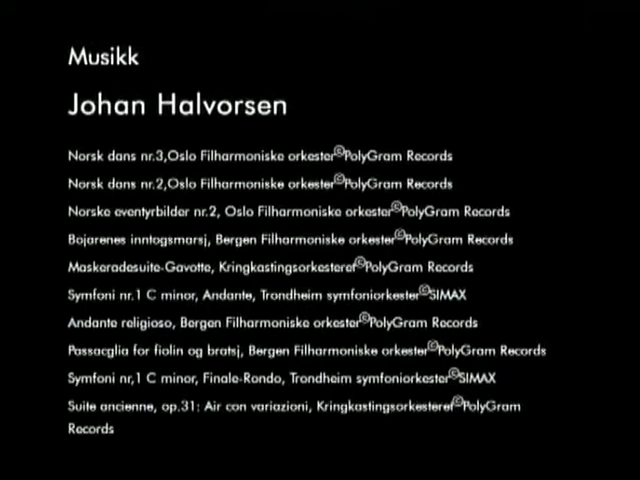 Musikk
Johan Halvorsen
Norsk dans nr.3,Oslo Filharmoniske orkester©PolyGram Records
Norsk dans nr.2,Oslo Filharmoniske orkester©PolyGram Records
Norske eventyrbilder nr.2, Oslo Filharmoniske orkester©PolyGram Records
Bojarenes inntogsmarsj, Bergen Filharmoniske orkester©PolyGram Records
Maskeradesuite-Gavotte, Kringkastingsorkesteret©PolyGram Records
Symfoni nr.1 C minor, Andante, Trondheim symfoniorkester©SIMAX
Andante religioso, Bergen Filharmoniske orkester©PolyGram Records
Passacglia for fiolin og bratsj, Bergen Filharmoniske orkester©PolyGram Records
Symfoni nr,1 C minor, Finale-Rondo, Trondheim symfoniorkester©SIMAX
Suite ancienne, op.31: Air con variazioni, Kringkastingsorkesteret©PolyGram
Records